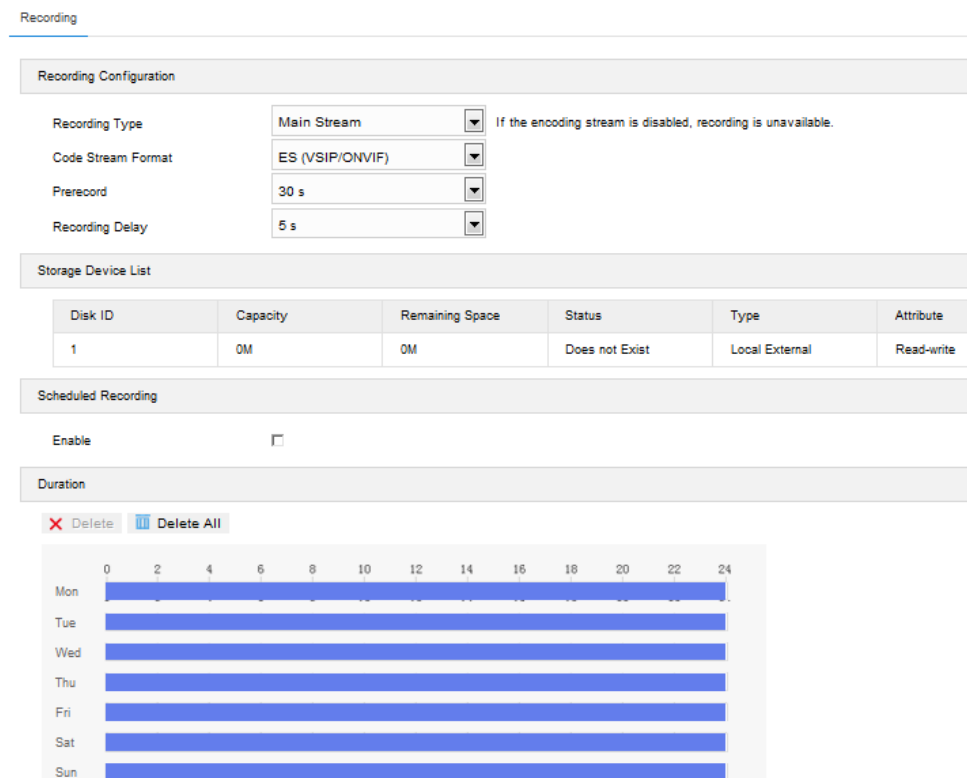 Recording
Recording Configuration
Recording Type Main Stream If the encoding stream is disabled, recording is unavailable.
Code Stream Format ES (VSIP/ONVIF)
Prerecord 30 s
Recording Delay 5 s
Storage Device List
Disk ID Capacity Remaining Space Status Type Attribute
1 0M 0M Does not Exist Local External Read-write
Scheduled Recording
Enable
Duration
Delete Delete All
0 2 4 6 8 10 12 14 16 18 20 22 24
Mon
Tue
Wed
Thu
Fri
Sat
Sun